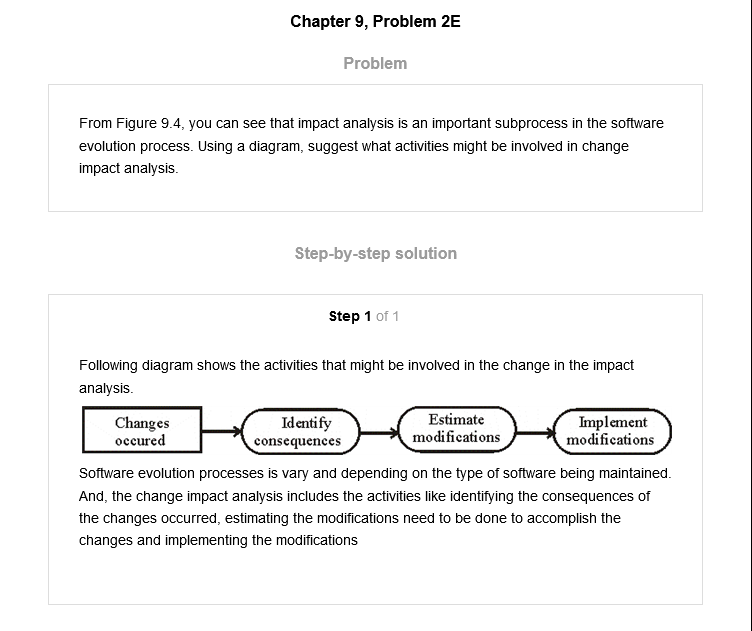 Chapter 9, Problem 2E
Problem
From Figure 9.4, you can see that impact analysis is an important subprocess in the software
evolution process. Using a diagram, suggest what activities might be involved in change
impact analysis.
Step-by-step solution
Step 1 of 1
Following diagram shows the activities that might be involved in the change in the impact
analysis.
Changes
occured
Identify
consequences
Estimate
modifications
Implement
modifications
Software evolution processes is vary and depending on the type of software being maintained.
And, the change impact analysis includes the activities like identifying the consequences of
the changes occurred, estimating the modifications need to be done to accomplish the
changes and implementing the modifications